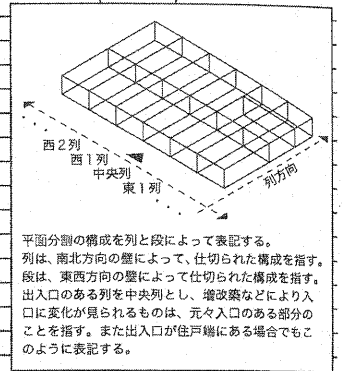 西2列
西1列
中央列
東1列
列方向
平面分割の構成を列と段によって表記する。
列は、南北方向の壁によって、仕切られた構成を指す。
段は、東西方向の壁によって仕切られた構成を指す。
出入口のある列を中央列とし、増改築などにより入
口に変化が見られるものは、元々入口のある部分の
ことを指す。また出入口が住戸端にある場合でもこ
のように表記する。